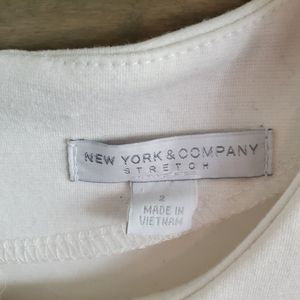 NEW YORK & COMPANY
STRETCH
2
MADE IN
VIETNAM